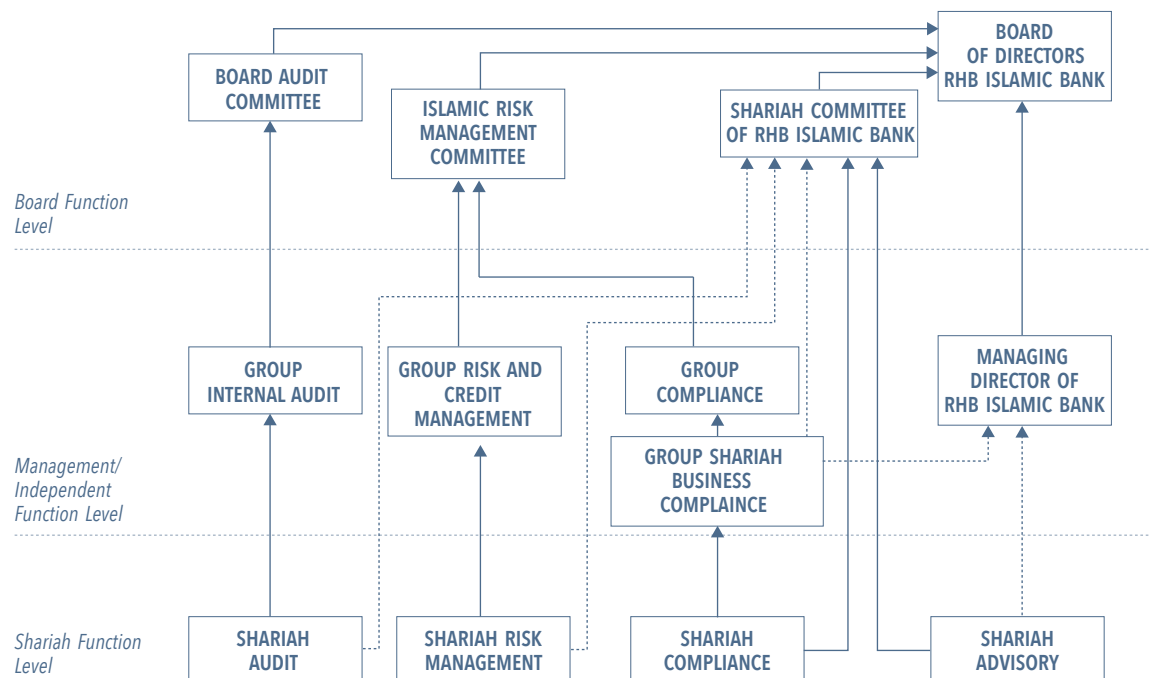 BOARD
OF DIRECTORS
RHB ISLAMIC BANK
BOARD AUDIT
COMMITTEE
ISLAMIC RISK
MANAGEMENT
COMMITTEE
SHARIAH COMMITTEE
OF RHB ISLAMIC BANK
Board Function
Level
GROUP
INTERNAL AUDIT
GROUP RISK AND
CREDIT
MANAGEMENT
GROUP
COMPLIANCE
MANAGING
DIRECTOR OF
RHB ISLAMIC BANK
GROUP SHARIAH
BUSINESS
COMPLAINCE
Management/
Independent
Function Level
Shariah Function
Level
SHARIAH
AUDIT
SHARIAH RISK
MANAGEMENT
SHARIAH
COMPLIANCE
SHARIAH
ADVISORY